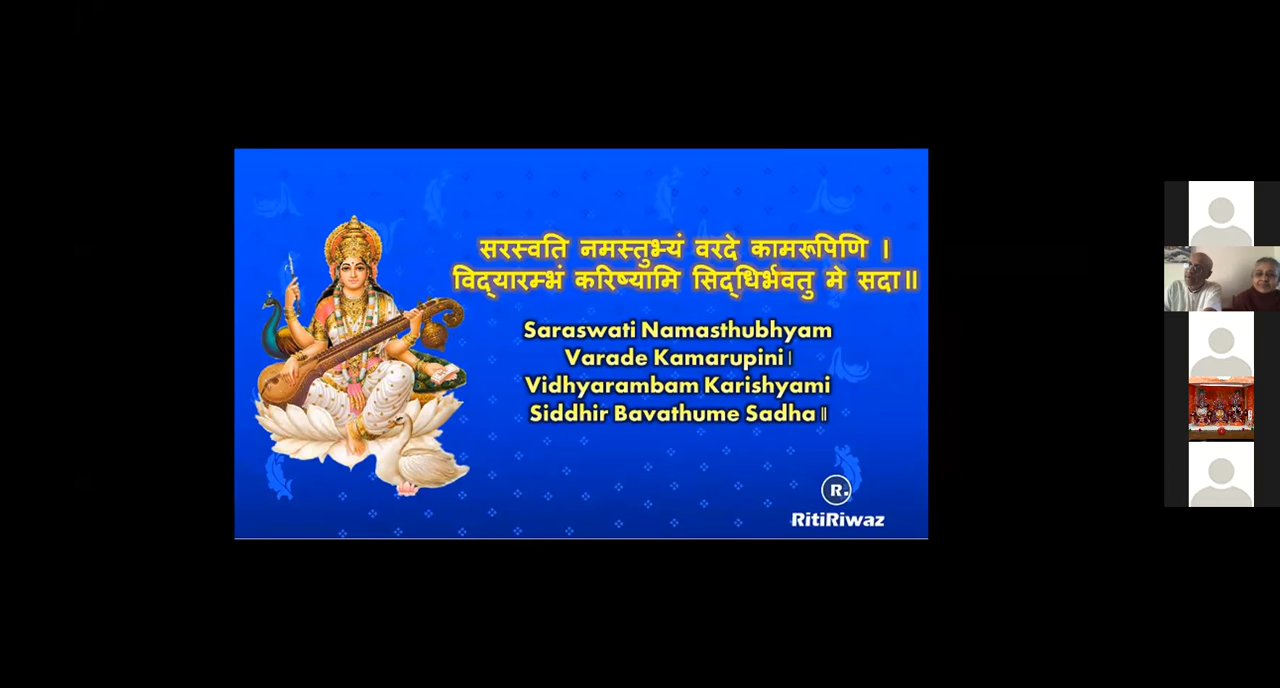 सरस्वति नमस्तुभ्यं वरदे कामरूपिणि ।
विद्यारम्भं करिष्यामि सिद्धिर्भवतु मे सदा॥
Saraswati Namasthubhyam
Varade Kamarupini।
Vidhyarambam Karishyami
Siddhir Bavathume Sadha॥
R.
RitiRiwaz